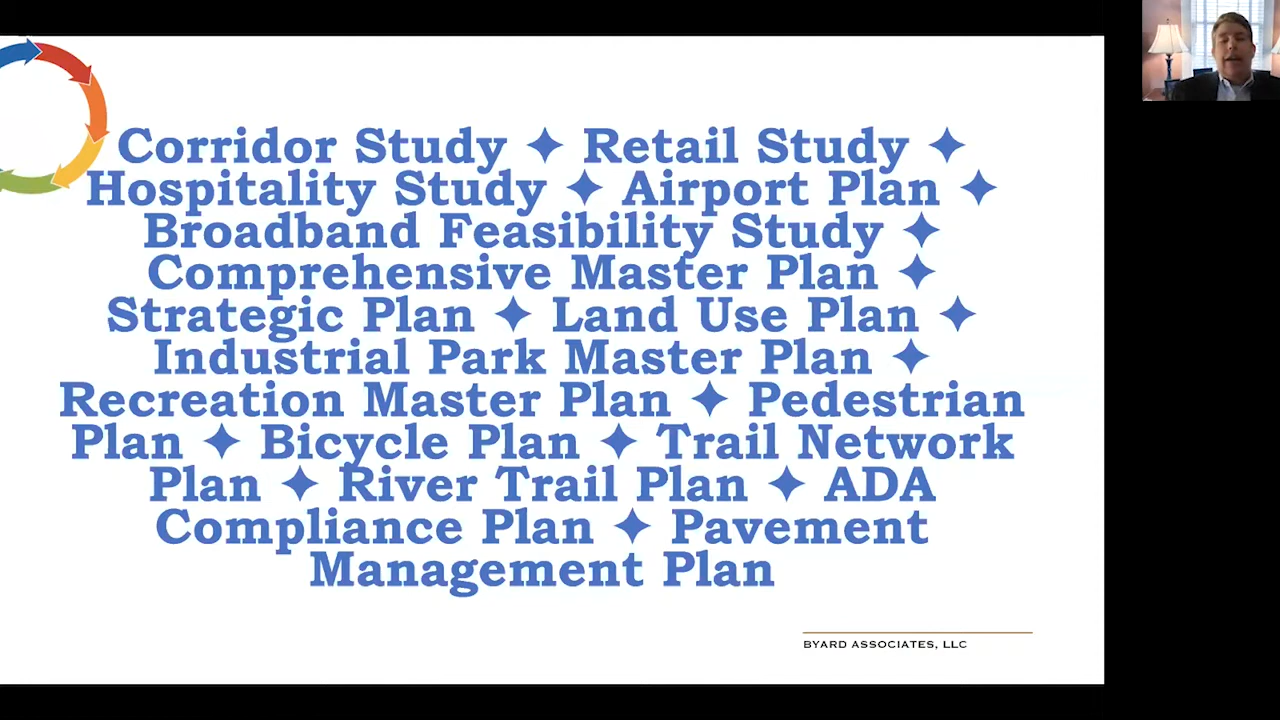 Corridor Study ✦ Retail Study ✦
Hospitality Study ✦ Airport Plan ✦
Broadband Feasibility Study ✦
Comprehensive Master Plan ✦
Strategic Plan ✦ Land Use Plan ✦
Industrial Park Master Plan ✦
Recreation Master Plan ✦ Pedestrian
Plan ✦ Bicycle Plan ✦ Trail Network
Plan ✦ River Trail Plan ✦ ADA
Compliance Plan ✦ Pavement
Management Plan
BYARD ASSOCIATES, LLC